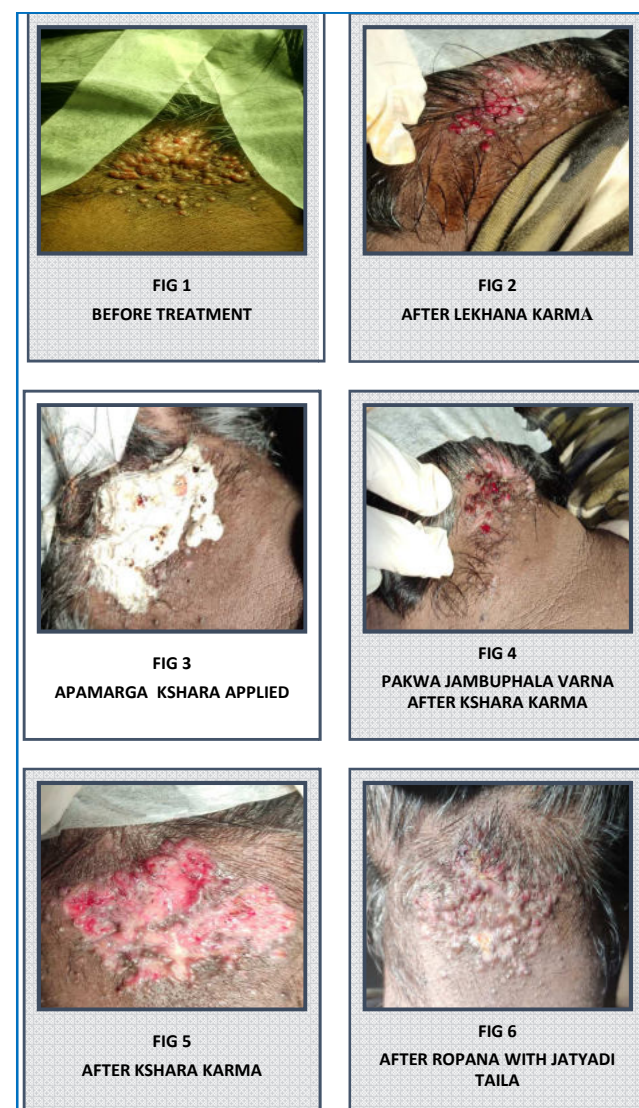 FIG 1
BEFORE TREATMENT
FIG 2
AFTER LEKHANA KARMA
FIG 3
APAMARGA KSHARA APPLIED
FIG 4
PAKWA JAMBUPHALA VARNA
AFTER KSHARA KARMA
FIG 5
AFTER KSHARA KARMA
FIG 6
AFTER ROPANA WITH JATYADI
TAILA